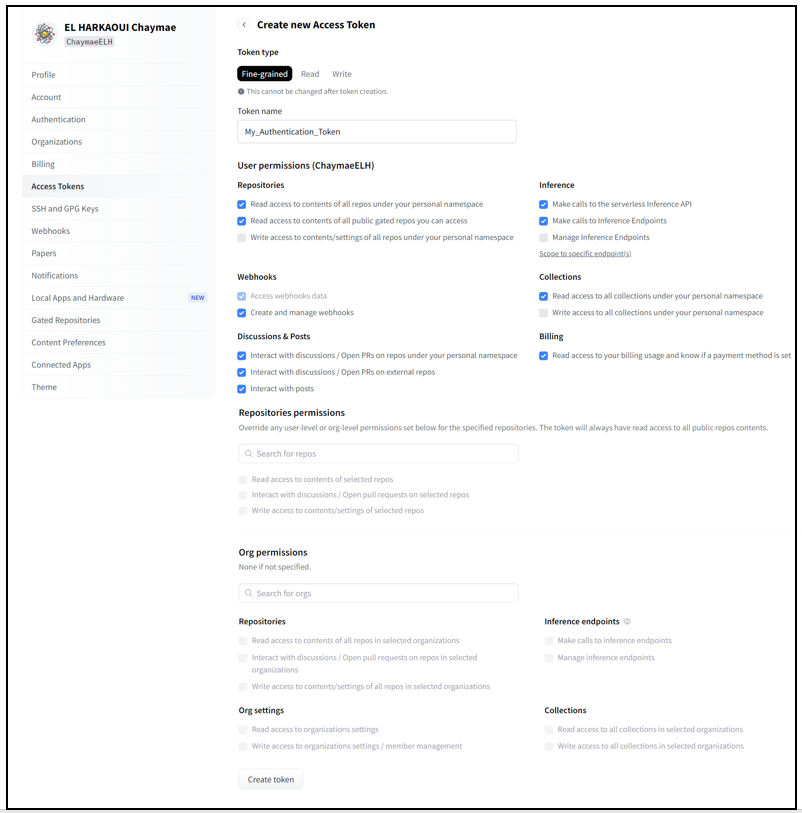 EL HARKAOUI Chaymae
ChaymaeELH
Profile
Account
Authentication
Organizations
Billing
Access Tokens
SSH and GPG Keys
Webhooks
Papers
Notifications
Local Apps and Hardware NEW
Gated Repositories
Content Preferences
Connected Apps
Theme
Create new Access Token
Token type
Fine-grained Read Write
This cannot be changed after token creation.
Token name
My_Authentication_Token
User permissions (ChaymaeELH)
Repositories
Read access to contents of all repos under your personal namespace
Read access to contents of all public gated repos you can access
Write access to contents/settings of all repos under your personal namespace
Inference
Make calls to the serverless Inference API
Make calls to Inference Endpoints
Manage Inference Endpoints
Scope to specific endpoint(s)
Webhooks
Access webhooks data
Create and manage webhooks
Collections
Read access to all collections under your personal namespace
Write access to all collections under your personal namespace
Discussions & Posts
Interact with discussions / Open PRs on repos under your personal namespace
Interact with discussions / Open PRs on external repos
Interact with posts
Billing
Read access to your billing usage and know if a payment method is set
Repositories permissions
Override any user-level or org-level permissions set below for the specified repositories. The token will always have read access to all public repos contents.
Search for repos
Read access to contents of selected repos
Interact with discussions / Open pull requests on selected repos
Write access to contents/settings of selected repos
Org permissions
None if not specified.
Search for orgs
Repositories
Read access to contents of all repos in selected organizations
Interact with discussions / Open pull requests on repos in selected
organizations
Write access to contents/settings of all repos in selected organizations
Inference endpoints
Make calls to inference endpoints
Manage inference endpoints
Org settings
Read access to organizations settings
Write access to organizations settings / member management
Collections
Read access to all collections in selected organizations
Write access to all collections in selected organizations
Create token